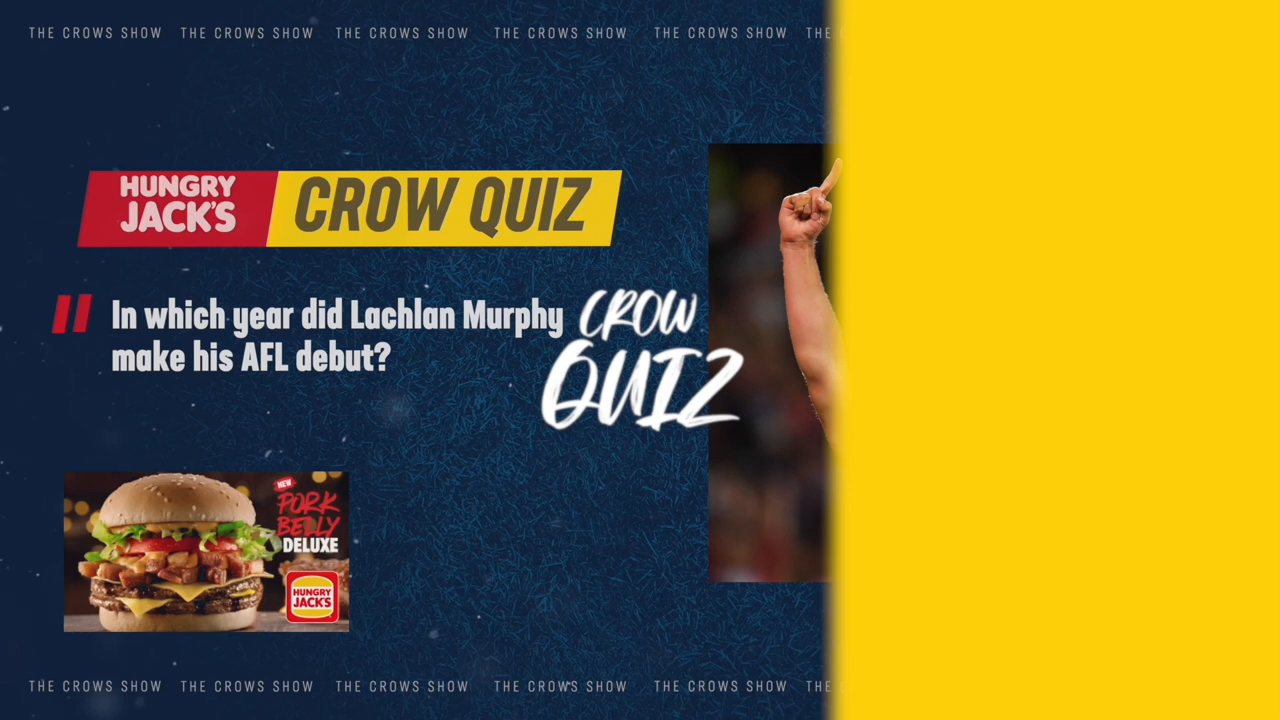 THE CROWS SHOW THE CROWS SHOW THE CROWS SHOW THE CROWS SHOW THE CROWS SHOW THE
HUNGRY
JACK'S
CROW QUIZ
In which year did Lachlan Murphy
make his AFL debut?
CROW
QUIZ
NEW
PORK
BELLY
DELUXE
HUNGRY
JACK'S
THE CROWS SHOW THE CROWS SHOW THE CROWS SHOW THE CROWS SHOW THE CROWS SHOW THE